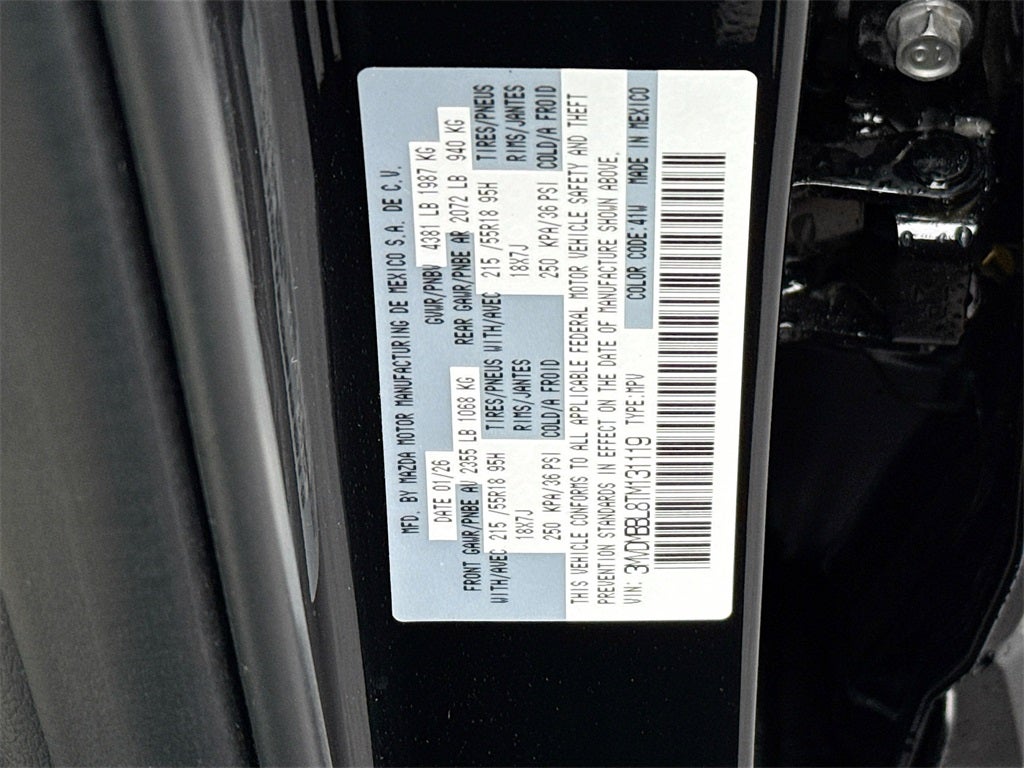 MFD. BY MAZDA MOTOR MANUFACTURING DE MEXICO S.A. DE C.V.
DATE 01/26 GVWR/PNBV 4381 LB 1987 KG
FRONT GAWR/PNBE AV 2355 LB 1068 KG REAR GAWR/PNBE AR 2072 LB 940 KG
WITH/AVEC 215 /55R18 95H TIRES/PNEUS WITH/AVEC 215 /55R18 95H TIRES/PNEUS
18X7J RIMS/JANTES 18X7J RIMS/JANTES
250 KPA/36PSI COLD/A FROID 250 KPA/36PSI COLD/A FROID
THIS VEHICLE CONFORMS TO ALL APPLICABLE FEDERAL MOTOR VEHICLE SAFETY AND THEFT
PREVENTION STANDARDS IN EFFECT ON THE DATE OF MANUFACTURE SHOWN ABOVE.
VIN: 3MVDMBBL8TM131119 TYPE:MPV COLOR CODE:41W MADE IN MEXICO